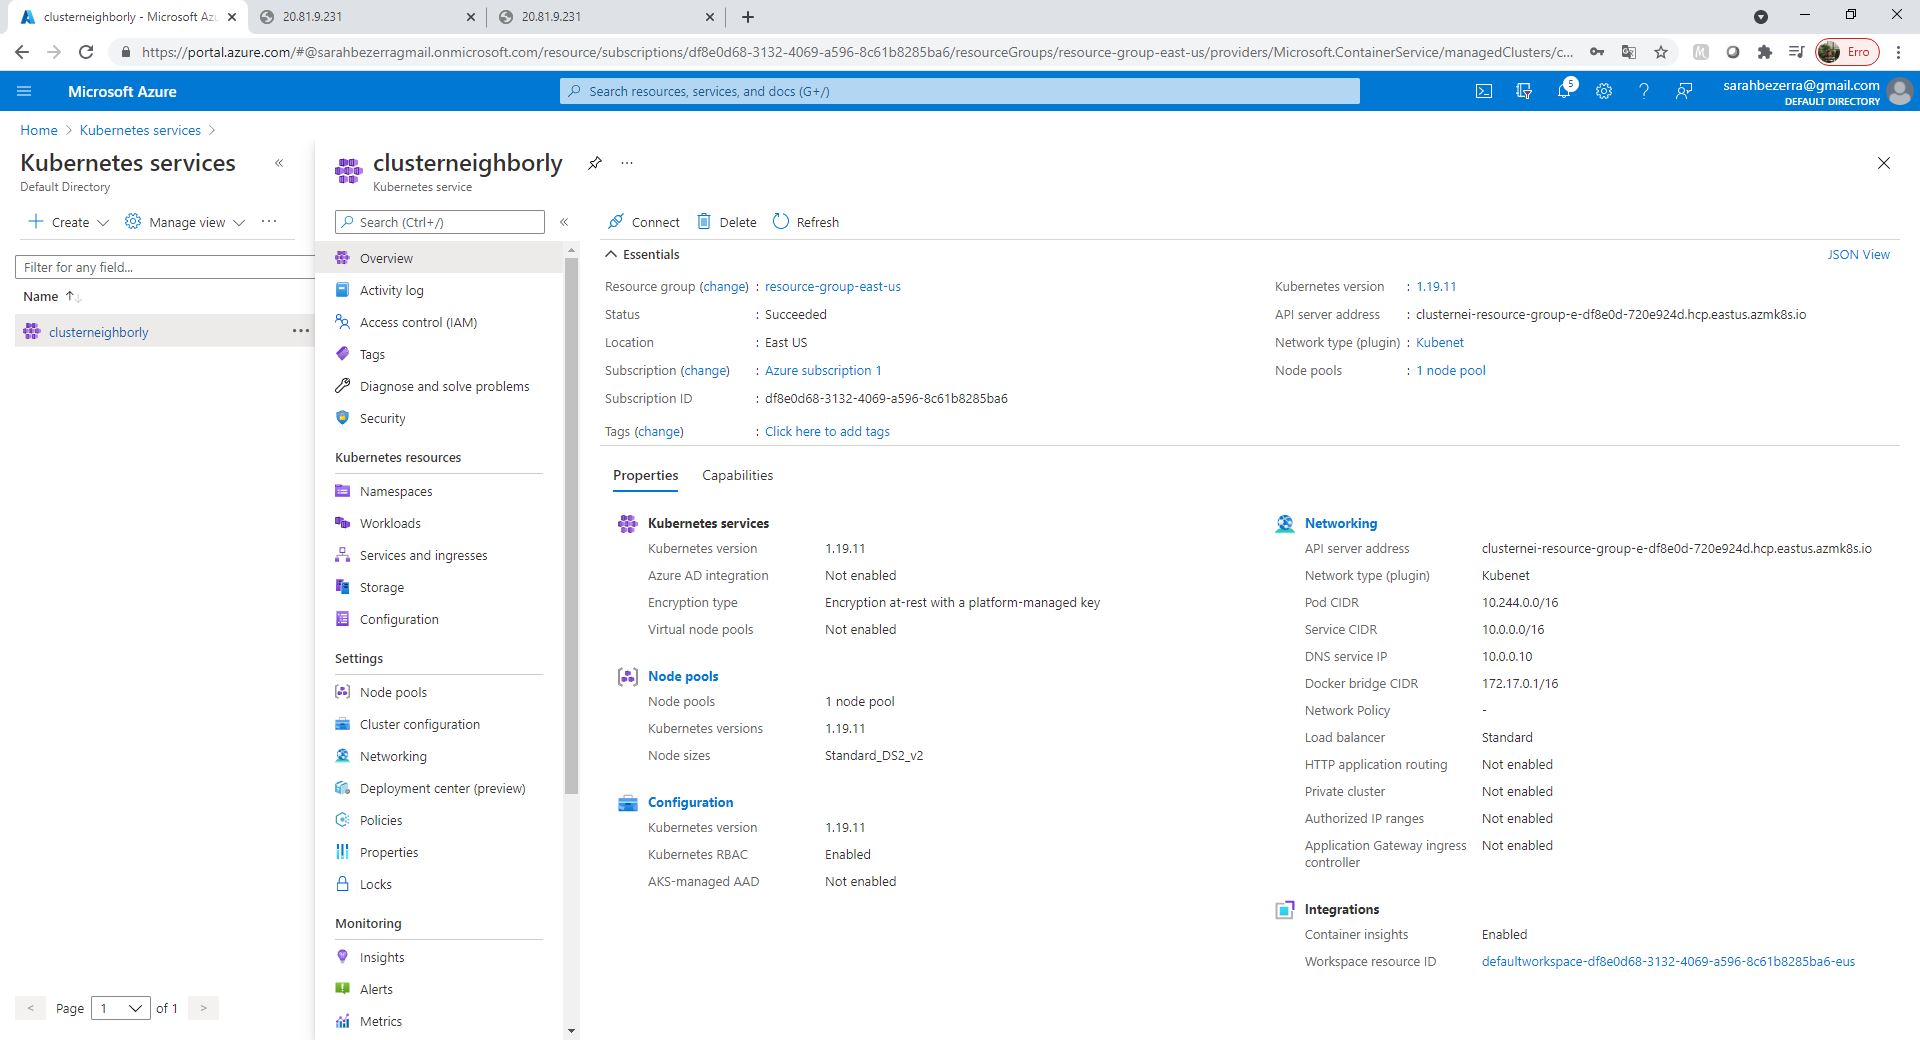 clusterneighborly - Microsoft Azu
20.81.9.231
20.81.9.231
https://portal.azure.com/#@sarahbezerragmail.onmicrosoft.com/resource/subscriptions/df8e0d68-3132-4069-a596-8c61b8285ba6/resourceGroups/resource-group-east-us/providers/Microsoft.ContainerService/managedClusters/c...
Erro
Microsoft Azure
Search resources, services, and docs (G+/)
5
sarahbezerra@gmail.com
DEFAULT DIRECTORY
Home > Kubernetes services >
Kubernetes services
Default Directory
Create
Manage view
Filter for any field...
Name
clusterneighborly
< Page 1 of 1 >
clusterneighborly
Kubernetes service
Search (Ctrl+/)
Overview
Activity log
Access control (IAM)
Tags
Diagnose and solve problems
Security
Kubernetes resources
Namespaces
Workloads
Services and ingresses
Storage
Configuration
Settings
Node pools
Cluster configuration
Networking
Deployment center (preview)
Policies
Properties
Locks
Monitoring
Insights
Alerts
Metrics
Connect
Delete
Refresh
Essentials
JSON View
Resource group (change) : resource-group-east-us
Status : Succeeded
Location : East US
Subscription (change) : Azure subscription 1
Subscription ID : df8e0d68-3132-4069-a596-8c61b8285ba6
Tags (change) : Click here to add tags
Kubernetes version : 1.19.11
API server address : clusternei-resource-group-e-df8e0d-720e924d.hcp.eastus.azmk8s.io
Network type (plugin) : Kubenet
Node pools : 1 node pool
Properties
Capabilities
Kubernetes services
Kubernetes version 1.19.11
Azure AD integration Not enabled
Encryption type Encryption at-rest with a platform-managed key
Virtual node pools Not enabled
Node pools
Node pools 1 node pool
Kubernetes versions 1.19.11
Node sizes Standard_DS2_v2
Configuration
Kubernetes version 1.19.11
Kubernetes RBAC Enabled
AKS-managed AAD Not enabled
Networking
API server address clusternei-resource-group-e-df8e0d-720e924d.hcp.eastus.azmk8s.io
Network type (plugin) Kubenet
Pod CIDR 10.244.0.0/16
Service CIDR 10.0.0.0/16
DNS service IP 10.0.0.10
Docker bridge CIDR 172.17.0.1/16
Network Policy -
Load balancer Standard
HTTP application routing Not enabled
Private cluster Not enabled
Authorized IP ranges Not enabled
Application Gateway ingress Not enabled
controller
Integrations
Container insights Enabled
Workspace resource ID defaultworkspace-df8e0d68-3132-4069-a596-8c61b8285ba6-eus